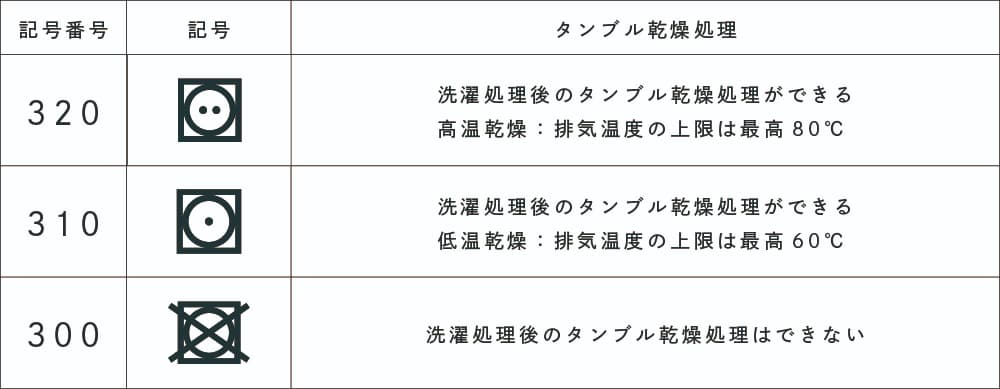 記号番号 記号 タンブル乾燥処理
320
洗濯処理後のタンブル乾燥処理ができる
高温乾燥：排気温度の上限は最高80℃
310
洗濯処理後のタンブル乾燥処理ができる
低温乾燥：排気温度の上限は最高60℃
300
洗濯処理後のタンブル乾燥処理はできない